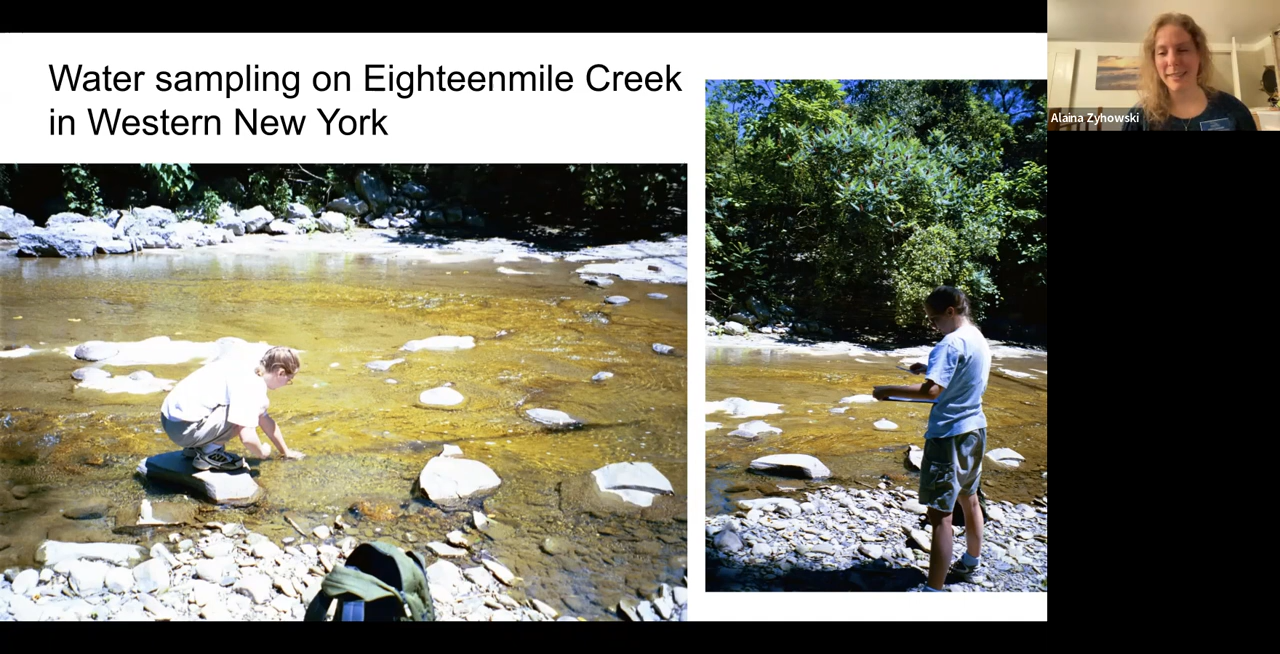 Water sampling on Eighteenmile Creek
in Western New York
Alaina Zyhowski